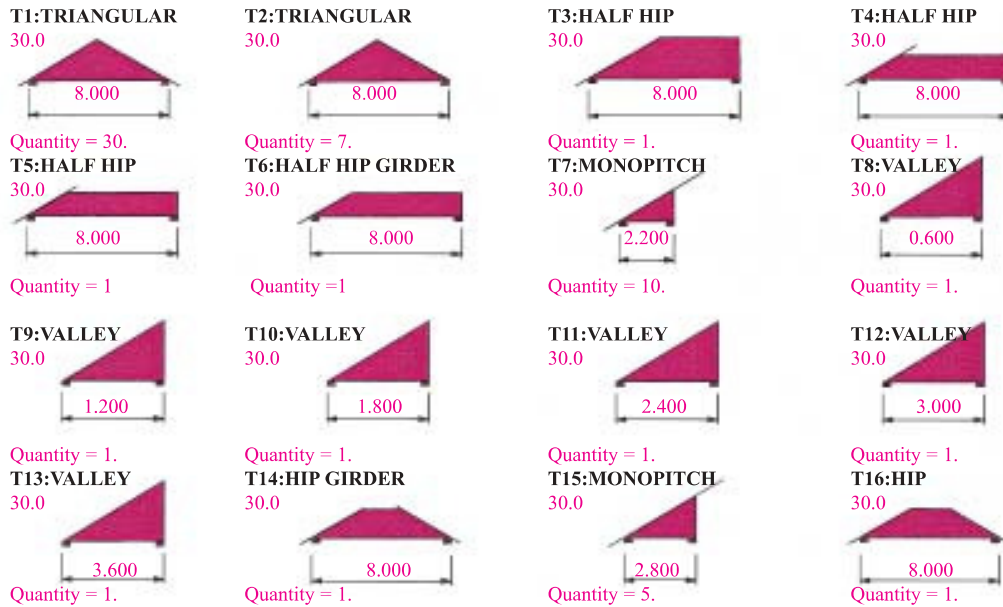 T1:TRIANGULAR
30.0
8.000
Quantity = 30.
T2:TRIANGULAR
30.0
8.000
Quantity = 7.
T3:HALF HIP
30.0
8.000
Quantity = 1.
T4:HALF HIP
30.0
8.000
Quantity = 1.
T5:HALF HIP
30.0
8.000
Quantity = 1
T6:HALF HIP GIRDER
30.0
8.000
Quantity =1
T7:MONOPITCH
30.0
2.200
Quantity = 10.
T8:VALLEY
30.0
0.600
Quantity = 1.
T9:VALLEY
30.0
1.200
Quantity = 1.
T10:VALLEY
30.0
1.800
Quantity = 1.
T11:VALLEY
30.0
2.400
Quantity = 1.
T12:VALLEY
30.0
3.000
Quantity = 1.
T13:VALLEY
30.0
3.600
Quantity = 1.
T14:HIP GIRDER
30.0
8.000
Quantity = 1.
T15:MONOPITCH
30.0
2.800
Quantity = 5.
T16:HIP
30.0
8.000
Quantity = 1.